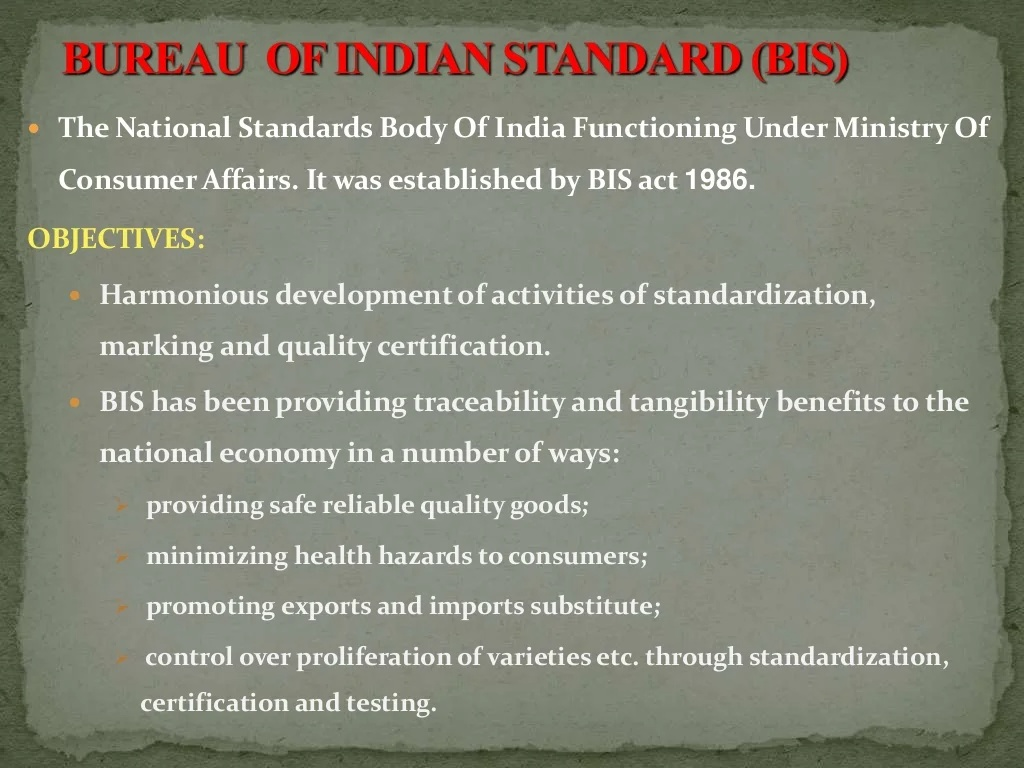 BUREAU OF INDIAN STANDARD (BIS)
The National Standards Body Of India Functioning Under Ministry Of
Consumer Affairs. It was established by BIS act 1986.
OBJECTIVES:
Harmonious development of activities of standardization,
marking and quality certification.
BIS has been providing traceability and tangibility benefits to the
national economy in a number of ways:
providing safe reliable quality goods;
minimizing health hazards to consumers;
promoting exports and imports substitute;
control over proliferation of varieties etc. through standardization,
certification and testing.